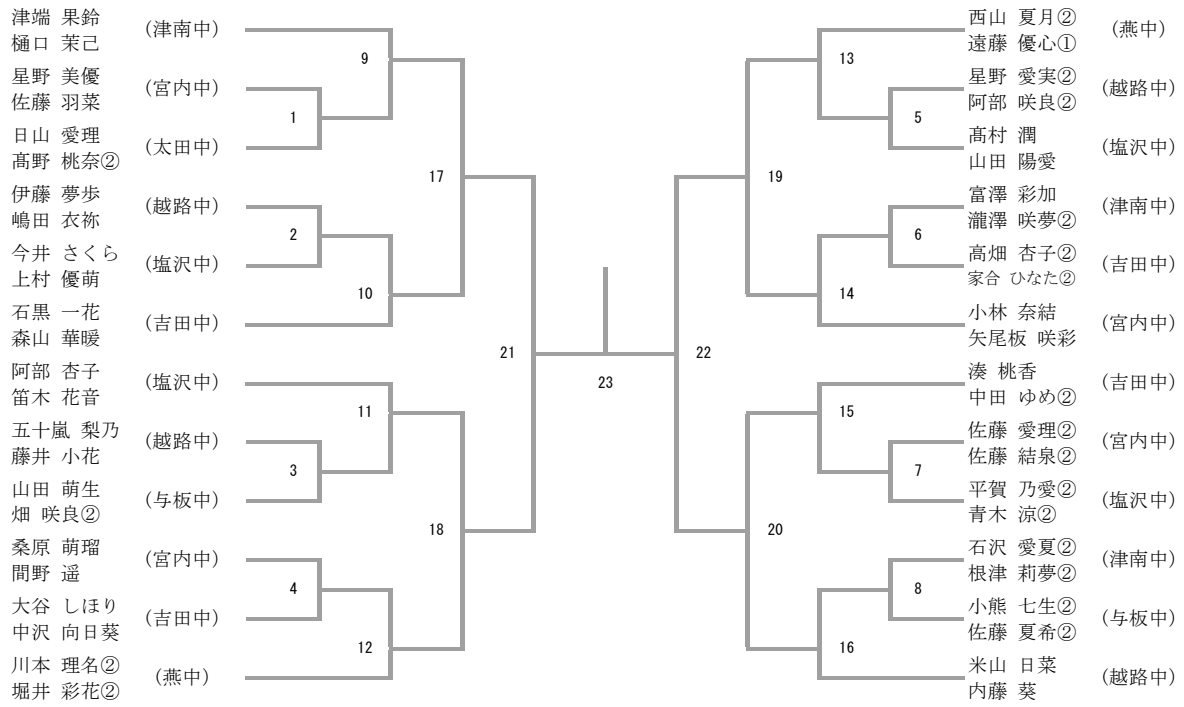 津端 果鈴
樋口 茉己
(津南中)
星野 美優
佐藤 羽菜
(宮内中)
日山 愛理
髙野 桃奈②
(太田中)
伊藤 夢歩
嶋田 衣祢
(越路中)
今井 さくら
上村 優萌
(塩沢中)
石黒 一花
森山 華暖
(吉田中)
阿部 杏子
笛木 花音
(塩沢中)
五十嵐 梨乃
藤井 小花
(越路中)
山田 萌生
畑 咲良②
(与板中)
桑原 萌瑠
間野 遥
(宮内中)
大谷 しほり
中沢 向日葵
(吉田中)
川本 理名②
堀井 彩花②
(燕中)
1
2
3
4
9
10
11
12
17
18
21
23
22
19
20
13
14
15
16
5
6
7
8
西山 夏月②
遠藤 優心①
(燕中)
星野 愛実②
阿部 咲良②
(越路中)
髙村 潤
山田 陽愛
(塩沢中)
富澤 彩加
瀧澤 咲夢②
(津南中)
高畑 杏子②
家合 ひなた②
(吉田中)
小林 奈結
矢尾板 咲彩
(宮内中)
湊 桃香
中田 ゆめ②
(吉田中)
佐藤 愛理②
佐藤 結泉②
(宮内中)
平賀 乃愛②
青木 涼②
(塩沢中)
石沢 愛夏②
根津 莉夢②
(津南中)
小熊 七生②
佐藤 夏希②
(与板中)
米山 日菜
内藤 葵
(越路中)